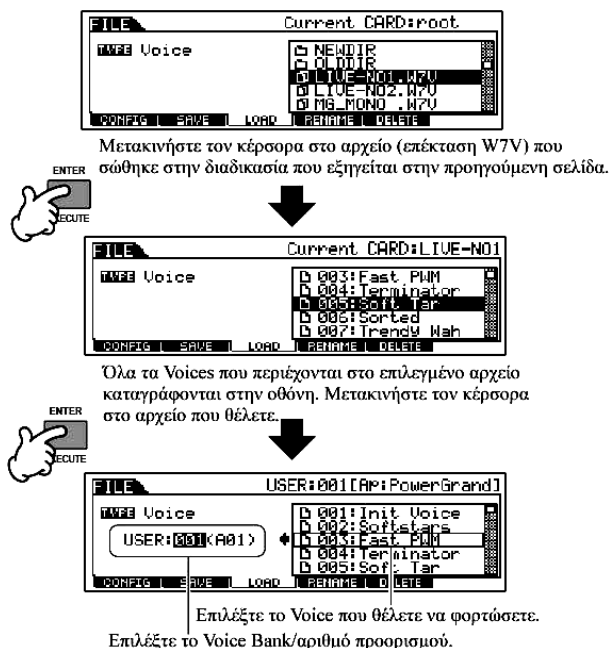 FILE Current CARD:root
TYPE Voice
NEWDIR
OLDDIR
LIVE-NO1.W7V
LIVE-NO2.W7V
MG_MONO .W7V
CONFIG SAVE LOAD RENAME DELETE
Μετακινήστε τον κέρσορα στο αρχείο (επέκταση W7V) που
σώθηκε στην διαδικασία που εξηγείται στην προηγούμενη σελίδα.
ENTER
XECUTE
FILE Current CARD:LIVE-NO1
TYPE Voice
003:Fast PWM
004:Terminator
005:Soft Tar
006:Sorted
007:Trendy Wah
CONFIG SAVE LOAD RENAME DELETE
Όλα τα Voices που περιέχονται στο επιλεγμένο αρχείο
καταγράφονται στην οθόνη. Μετακινήστε τον κέρσορα
στο αρχείο που θέλετε.
ENTER
XECUTE
FILE USER:001[Ap:PowerGrand]
TYPE Voice
USER:001(A01)
001:Init Voice
002:Softstars
003:Fast PWM
004:Terminator
005:Soft Tar
CONFIG SAVE LOAD RENAME DELETE
Επιλέξτε το Voice που θέλετε να φορτώσετε.
Επιλέξτε το Voice Bank/αριθμό προορισμού.